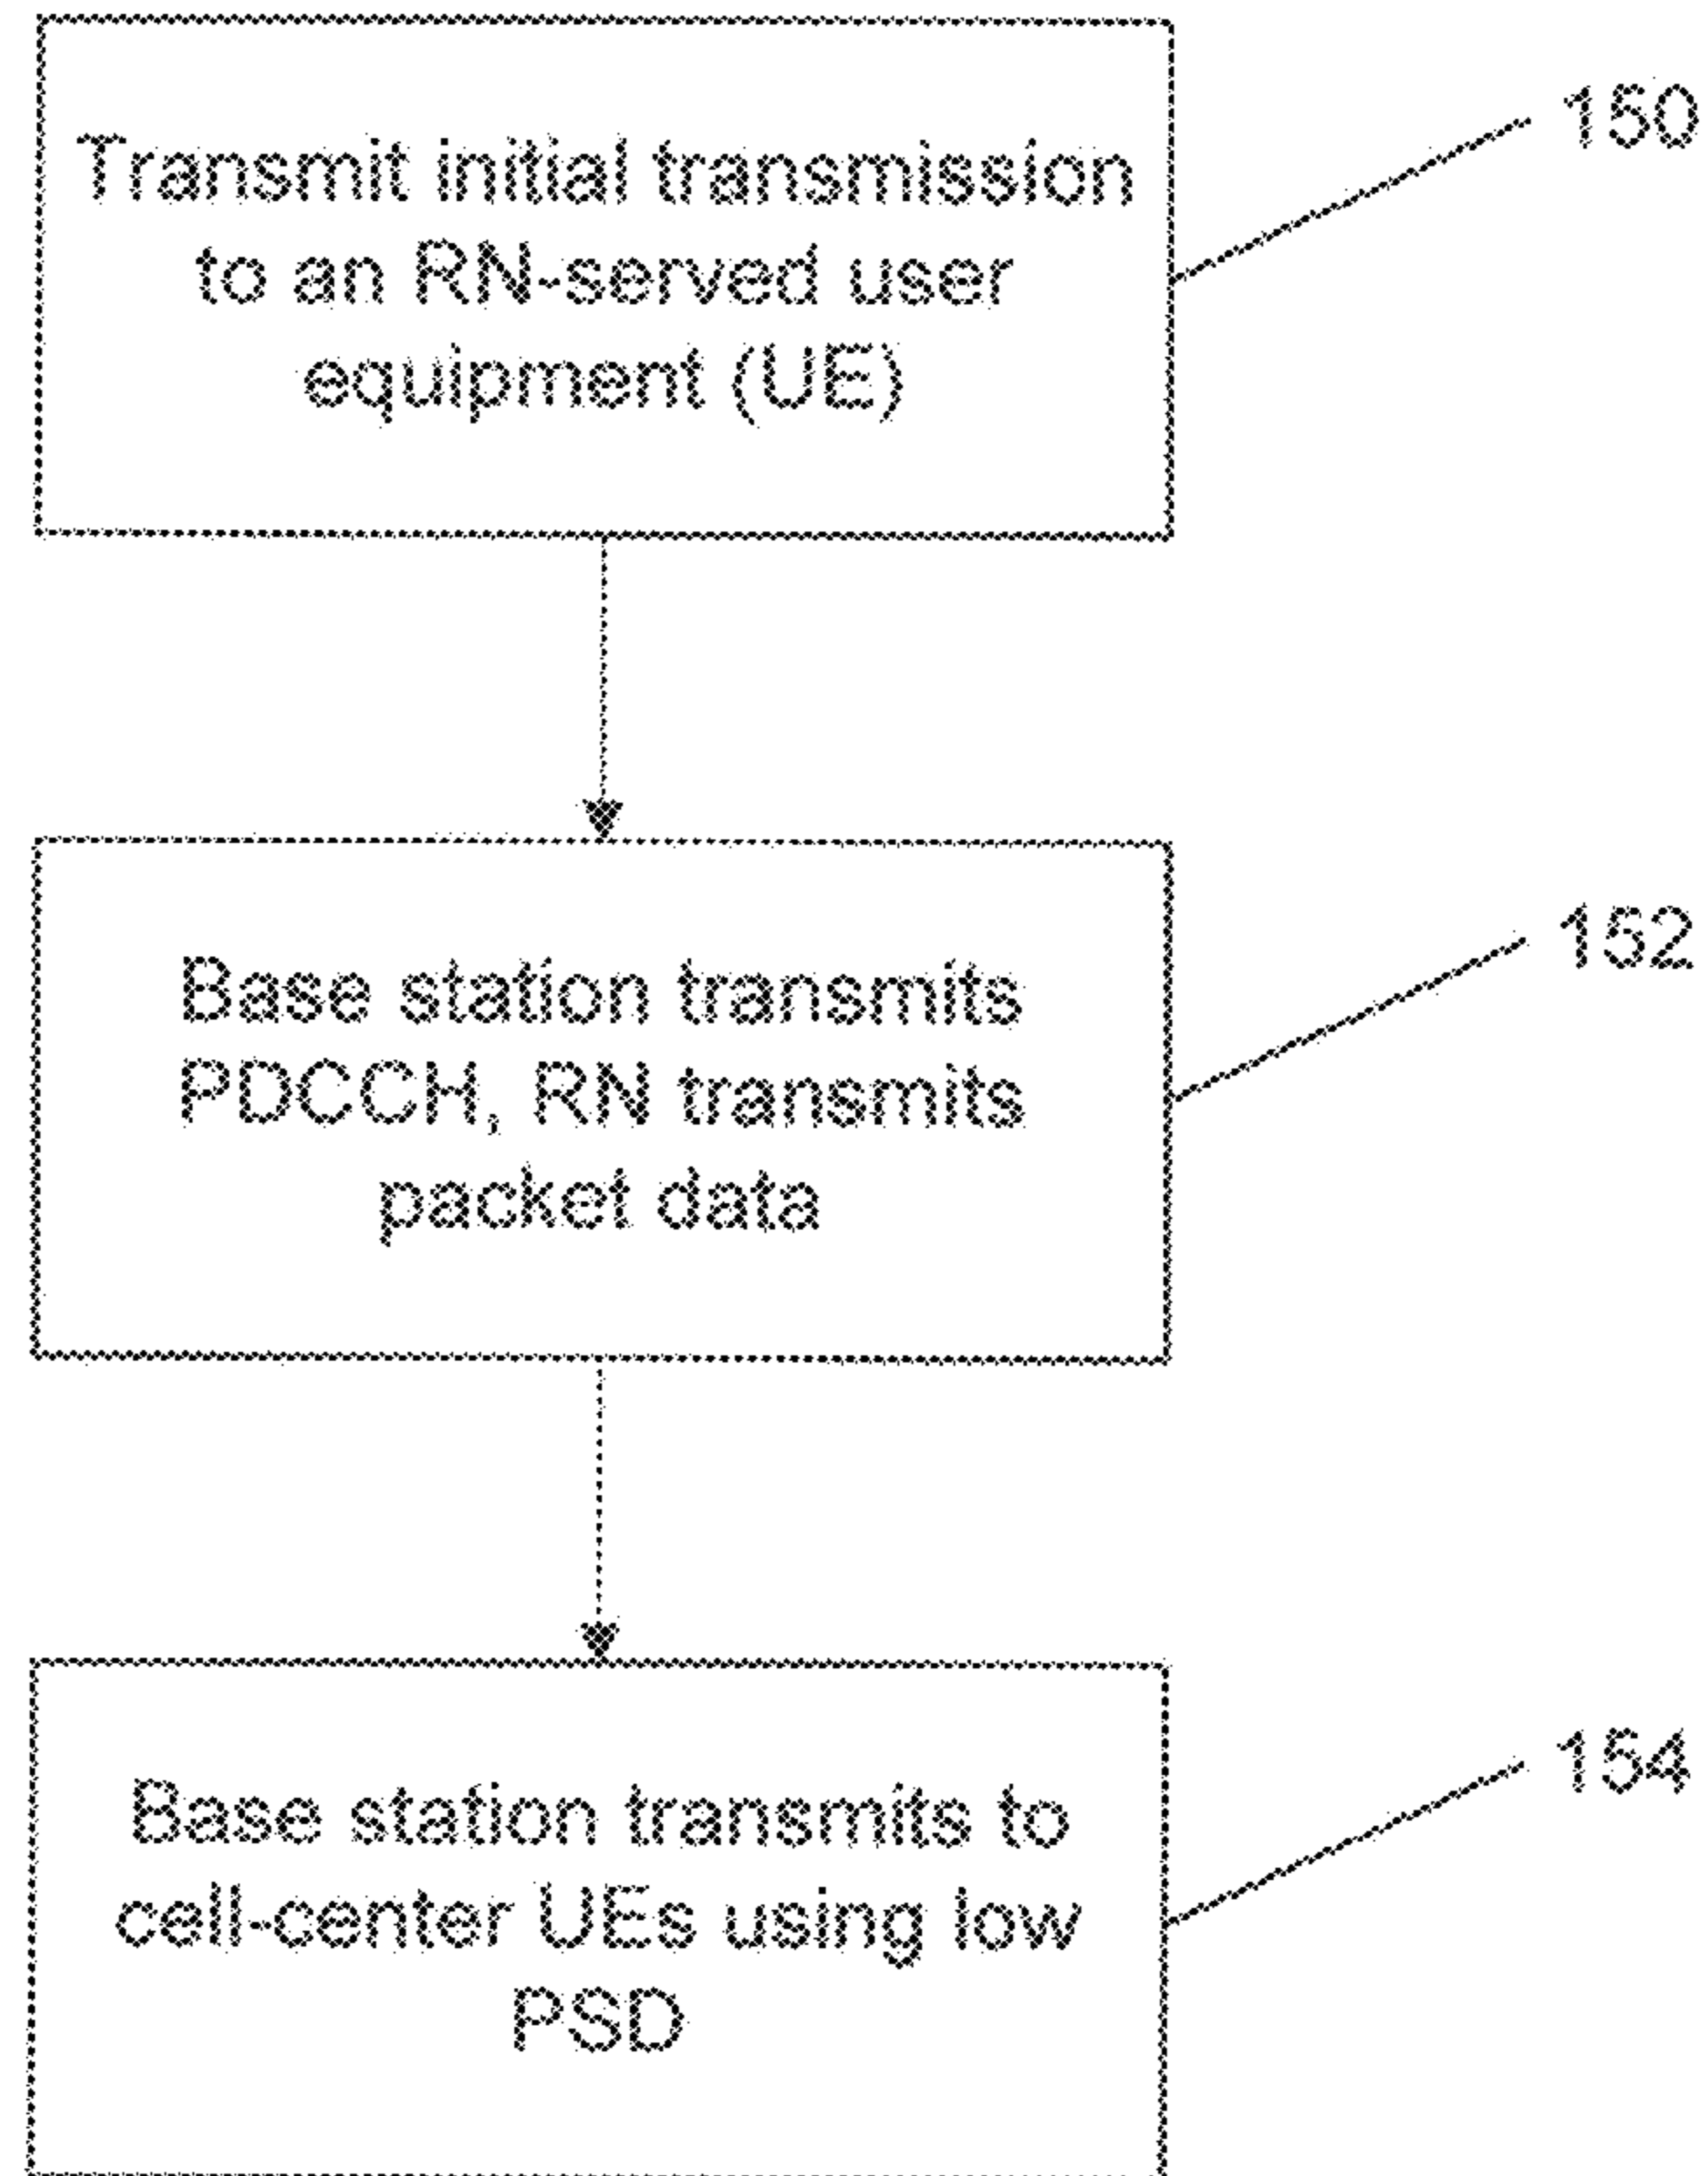 Transmit initial transmission
to an RN-served user
equipment (UE)
150
Base station transmits
PDCCH, RN transmits
packet data
152
Base station transmits to
cell-center UEs using low
PSD
154